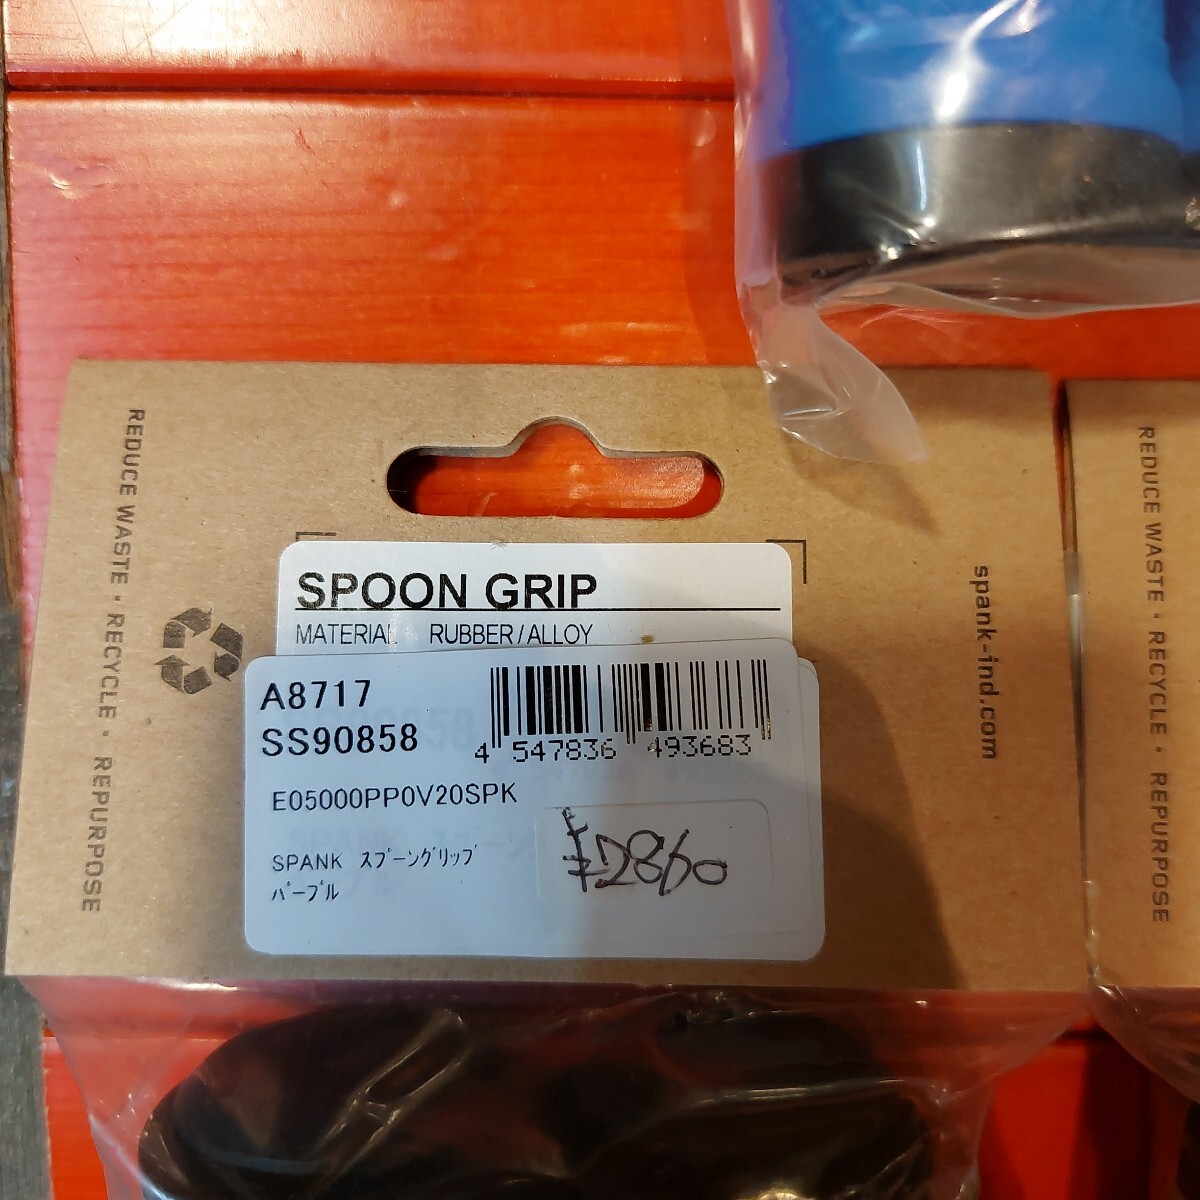 REDUCE WASTE • RECYCLE • REPURPOSE
SPOON GRIP
MATERIAL RUBBER/ALLOY
A8717
SS90858
4 547836 493683
E05000PP0V20SPK
SPANK ｽﾌﾟｰﾝｸﾞﾘｯﾌﾟ
ﾊﾟｰﾌﾟﾙ
¥2860
spank-ind.com
REDUCE WASTE • RECYCLE • REPURPOSE